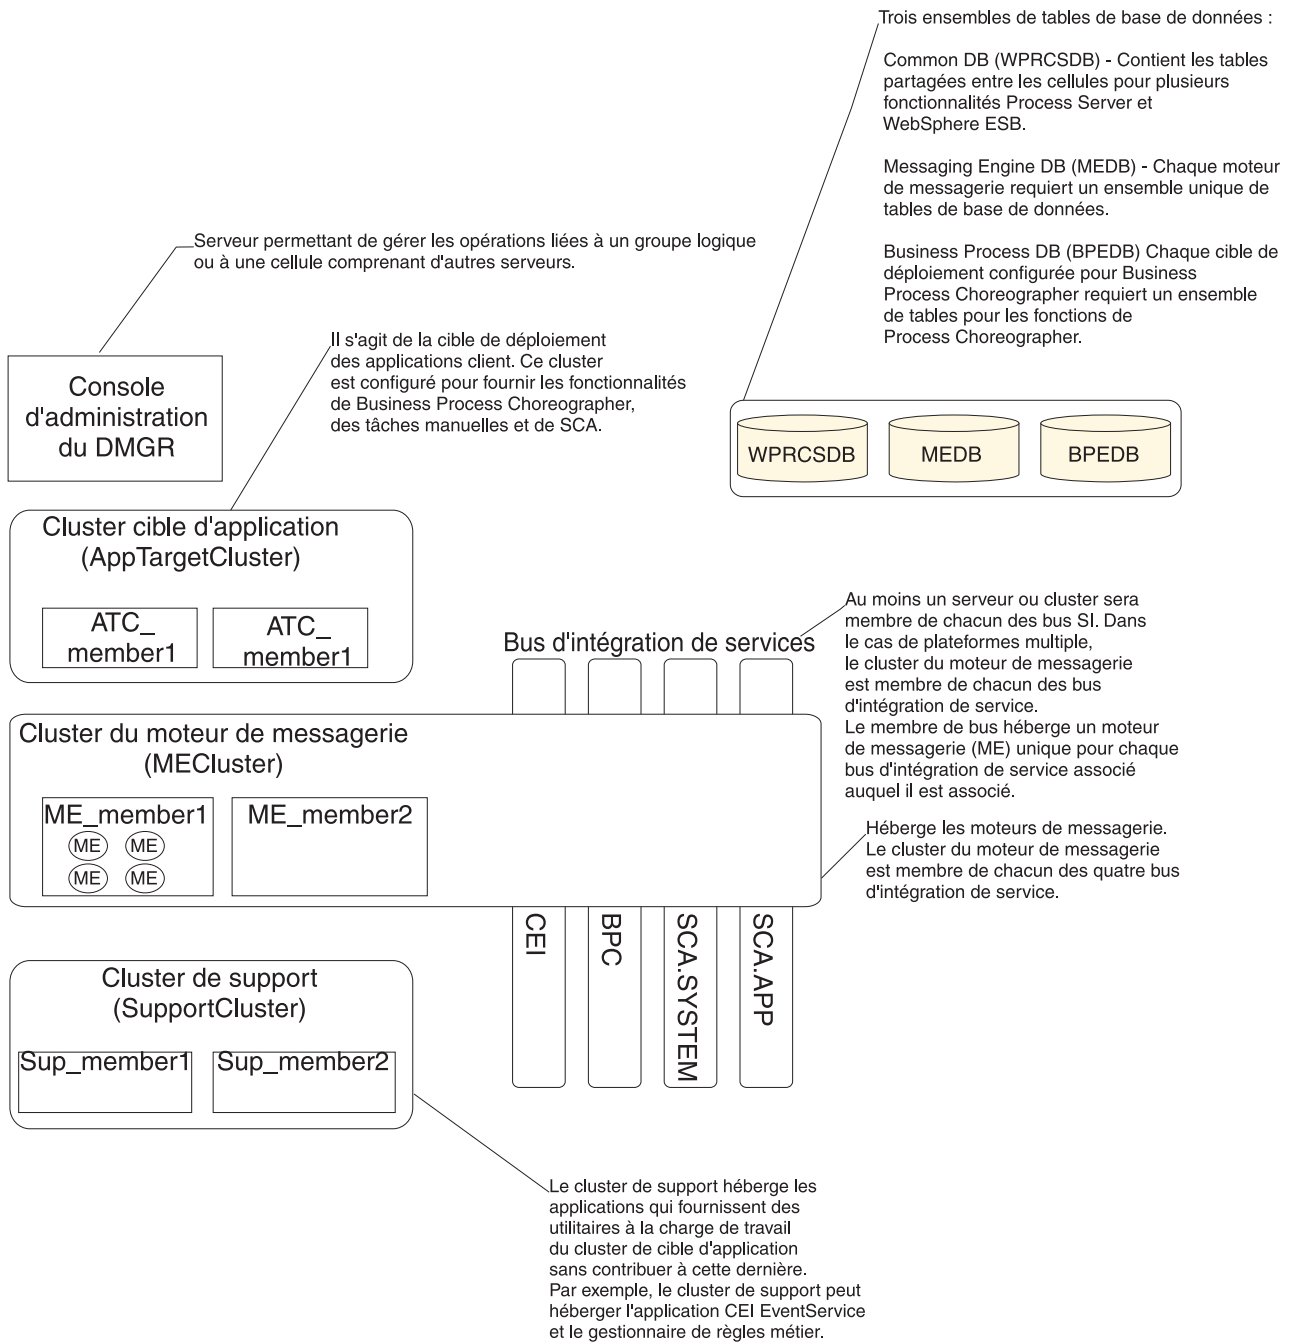 Trois ensembles de tables de base de données :
Common DB (WPRCSDB) - Contient les tables
partagées entre les cellules pour plusieurs
fonctionnalités Process Server et
WebSphere ESB.
Messaging Engine DB (MEDB) - Chaque moteur
de messagerie requiert un ensemble unique de
tables de base de données.
Business Process DB (BPEDB) Chaque cible de
déploiement configurée pour Business
Process Choreographer requiert un ensemble
de tables pour les fonctions de
Process Choreographer.
Serveur permettant de gérer les opérations liées à un groupe logique
ou à une cellule comprenant d'autres serveurs.
Il s'agit de la cible de déploiement
des applications client. Ce cluster
est configuré pour fournir les fonctionnalités
de Business Process Choreographer,
des tâches manuelles et de SCA.
Console
d'administration
du DMGR
WPRCSDB
MEDB
BPEDB
Cluster cible d'application
(AppTargetCluster)
ATC_
member1
ATC_
member1
Bus d'intégration de services
Au moins un serveur ou cluster sera
membre de chacun des bus SI. Dans
le cas de plateformes multiple,
le cluster du moteur de messagerie
est membre de chacun des bus
d'intégration de service.
Le membre de bus héberge un moteur
de messagerie (ME) unique pour chaque
bus d'intégration de service associé
auquel il est associé.
Cluster du moteur de messagerie
(MECluster)
ME_member1
ME
ME
ME
ME
ME_member2
Héberge les moteurs de messagerie.
Le cluster du moteur de messagerie
est membre de chacun des quatre bus
d'intégration de service.
CEI
BPC
SCA.SYSTEM
SCA.APP
Cluster de support
(SupportCluster)
Sup_member1
Sup_member2
Le cluster de support héberge les
applications qui fournissent des
utilitaires à la charge de travail
du cluster de cible d'application
sans contribuer à cette dernière.
Par exemple, le cluster de support peut
héberger l'application CEI EventService
et le gestionnaire de règles métier.